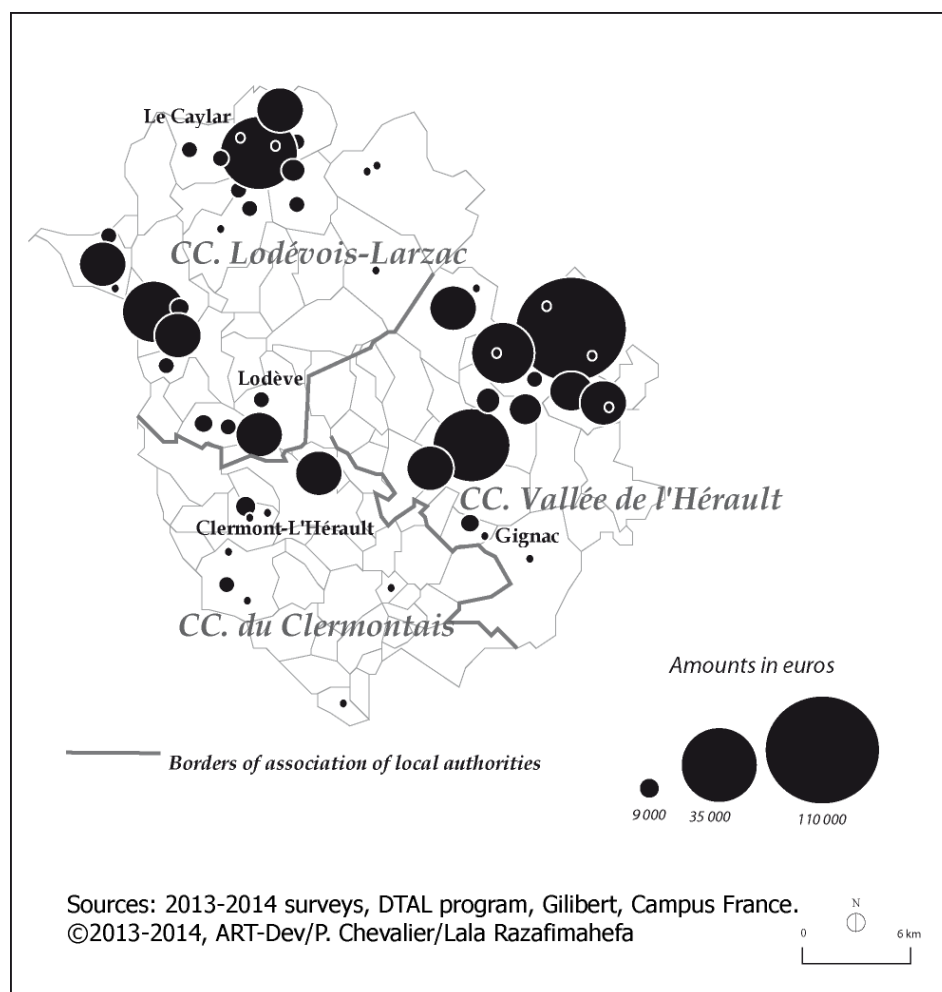 Le Caylar
CC. Lodévois-Larzac
Lodève
CC. Vallée de l'Hérault
Clermont-L'Hérault
Gignac
CC. du Clermontais
Amounts in euros
Borders of association of local authorities
9 000
35 000
110 000
Sources: 2013-2014 surveys, DTAL program, Gilibert, Campus France.
©2013-2014, ART-Dev/P. Chevalier/Lala Razafimahefa
N
0
6 km